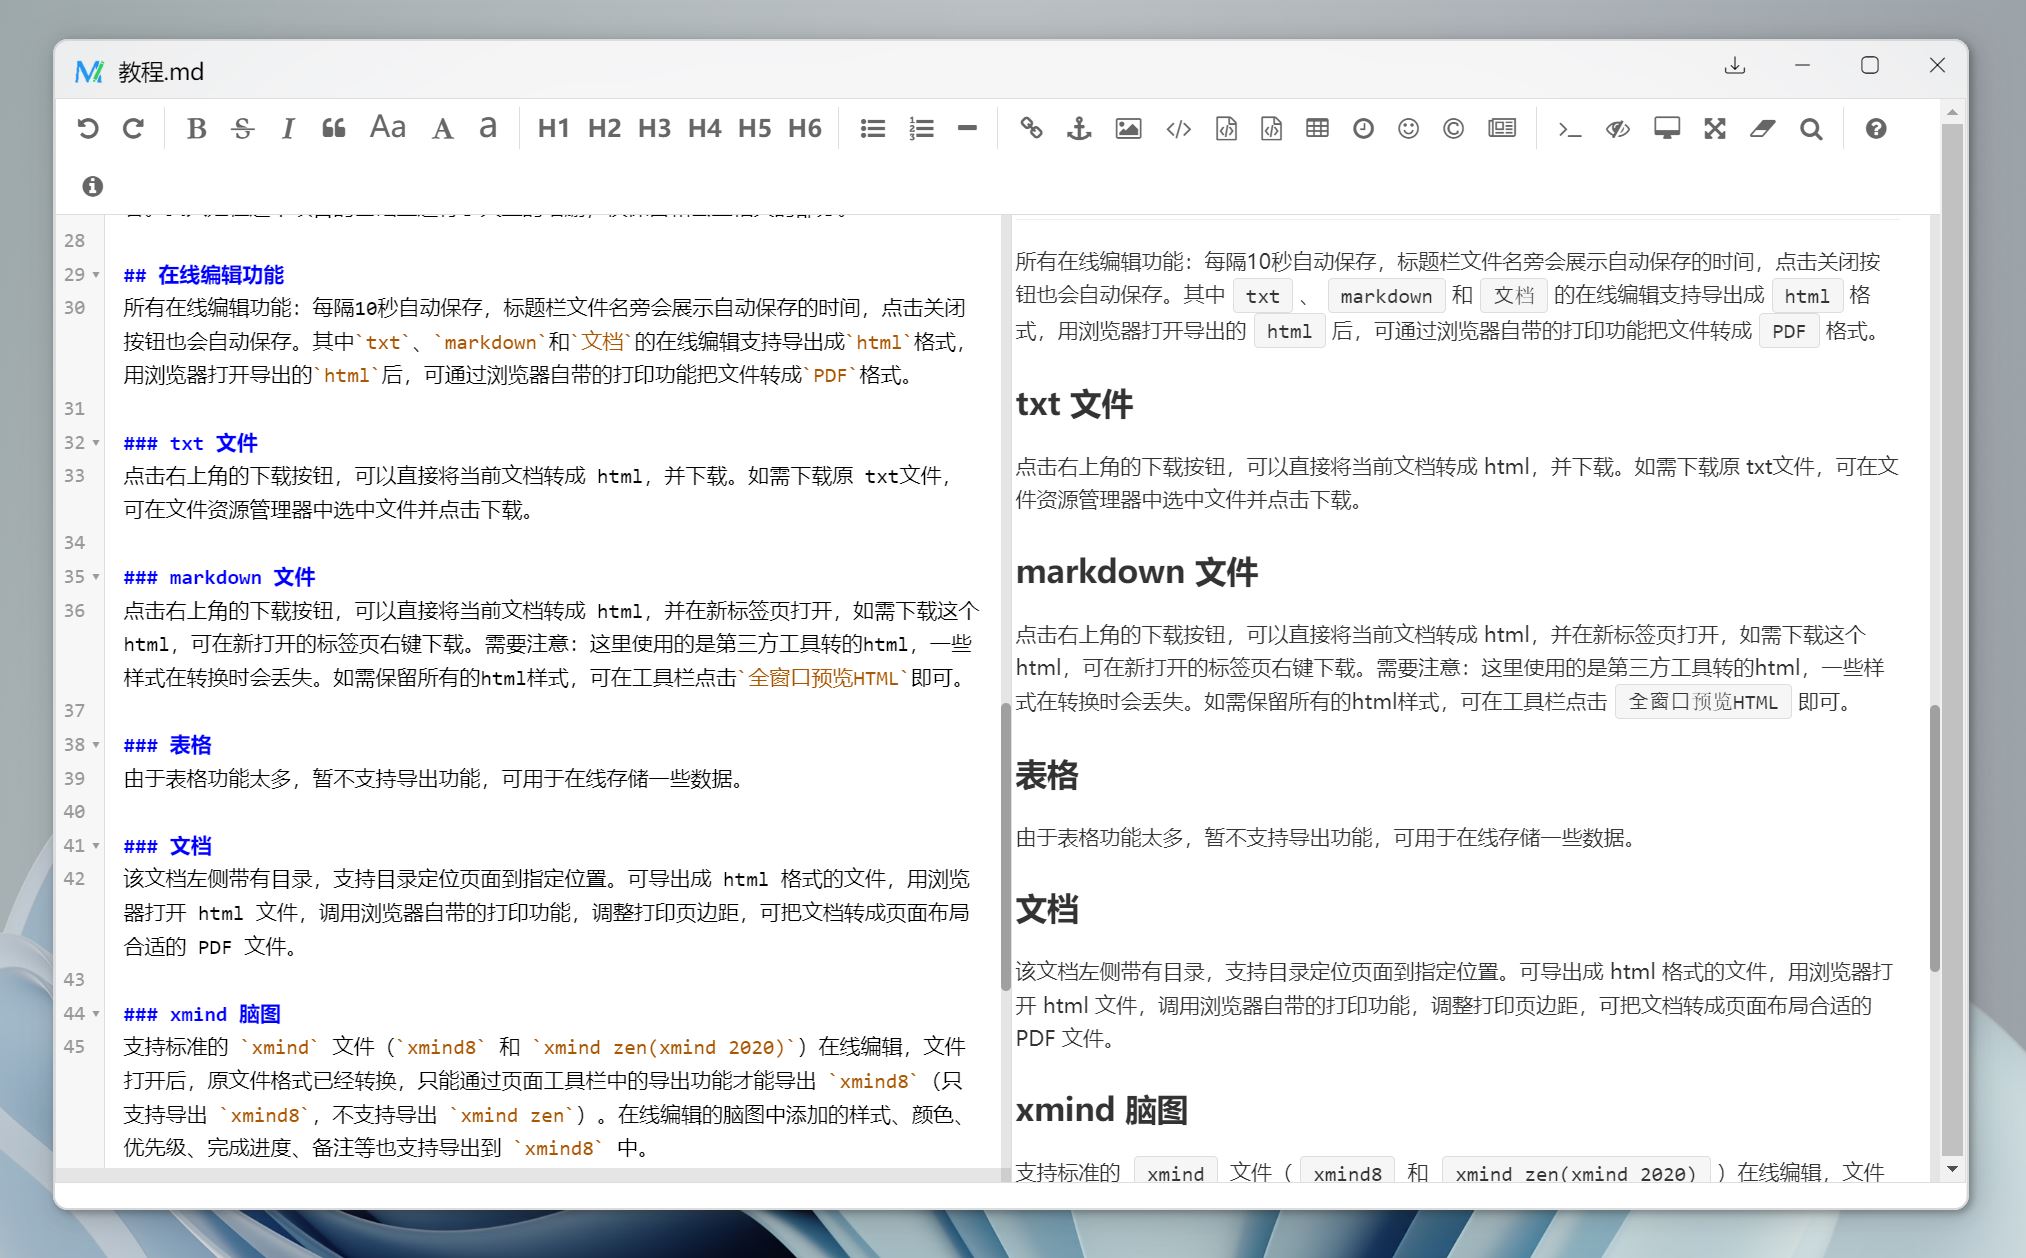 教程.md
B S I Aa A a H1 H2 H3 H4 H5 H6
28
29 ## 在线编辑功能
30 所有在线编辑功能：每隔10秒自动保存，标题栏文件名旁会展示自动保存的时间，点击关闭
按钮也会自动保存。其中`txt`、`markdown`和`文档`的在线编辑支持导出成`html`格式，
用浏览器打开导出的`html`后，可通过浏览器自带的打印功能把文件转成`PDF`格式。
31
32 ### txt 文件
33 点击右上角的下载按钮，可以直接将当前文档转成 html，并下载。如需下载原 txt文件，
可在文件资源管理器中选中文件并点击下载。
34
35 ### markdown 文件
36 点击右上角的下载按钮，可以直接将当前文档转成 html，并在新标签页打开，如需下载这个
html，可在新打开的标签页右键下载。需要注意：这里使用的是第三方工具转的html，一些
样式在转换时会丢失。如需保留所有的html样式，可在工具栏点击`全窗口预览HTML`即可。
37
38 ### 表格
39 由于表格功能太多，暂不支持导出功能，可用于在线存储一些数据。
40
41 ### 文档
42 该文档左侧带有目录，支持目录定位页面到指定位置。可导出成 html 格式的文件，用浏览
器打开 html 文件，调用浏览器自带的打印功能，调整打印页边距，可把文档转成页面布局
合适的 PDF 文件。
43
44 ### xmind 脑图
45 支持标准的 `xmind` 文件（`xmind8` 和 `xmind zen(xmind 2020)`）在线编辑，文件
打开后，原文件格式已经转换，只能通过页面工具栏中的导出功能才能导出 `xmind8`（只
支持导出 `xmind8`，不支持导出 `xmind zen`）。在线编辑的脑图中添加的样式、颜色、
优先级、完成进度、备注等也支持导出到 `xmind8` 中。
所有在线编辑功能：每隔10秒自动保存，标题栏文件名旁会展示自动保存的时间，点击关闭按
钮也会自动保存。其中 txt 、 markdown 和 文档 的在线编辑支持导出成 html 格
式，用浏览器打开导出的 html 后，可通过浏览器自带的打印功能把文件转成 PDF 格式。
txt 文件
点击右上角的下载按钮，可以直接将当前文档转成 html，并下载。如需下载原 txt文件，可在文
件资源管理器中选中文件并点击下载。
markdown 文件
点击右上角的下载按钮，可以直接将当前文档转成 html，并在新标签页打开，如需下载这个
html，可在新打开的标签页右键下载。需要注意：这里使用的是第三方工具转的html，一些样
式在转换时会丢失。如需保留所有的html样式，可在工具栏点击 全窗口预览HTML 即可。
表格
由于表格功能太多，暂不支持导出功能，可用于在线存储一些数据。
文档
该文档左侧带有目录，支持目录定位页面到指定位置。可导出成 html 格式的文件，用浏览器打
开 html 文件，调用浏览器自带的打印功能，调整打印页边距，可把文档转成页面布局合适的
PDF 文件。
xmind 脑图
支持标准的 xmind 文件（ xmind8 和 xmind zen(xmind 2020) ）在线编辑，文件